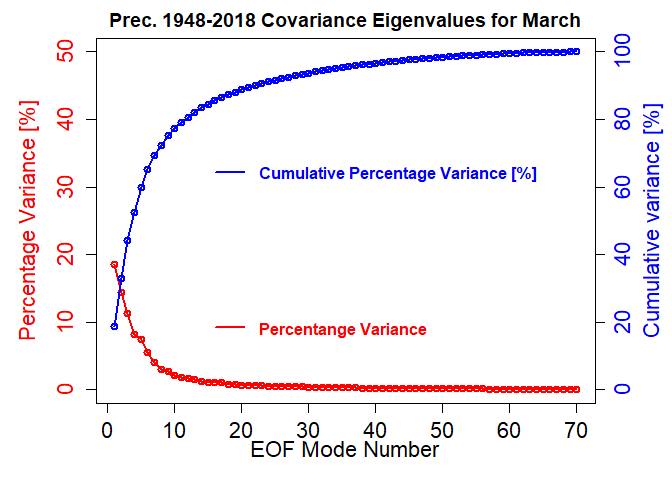 Prec. 1948-2018 Covariance Eigenvalues for March
Percentage Variance [%]
50
40
30
20
10
0
Cumulative Percentage Variance [%]
Percentange Variance
100
80
60
40
20
0
Cumulative variance [%]
0 10 20 30 40 50 60 70
EOF Mode Number